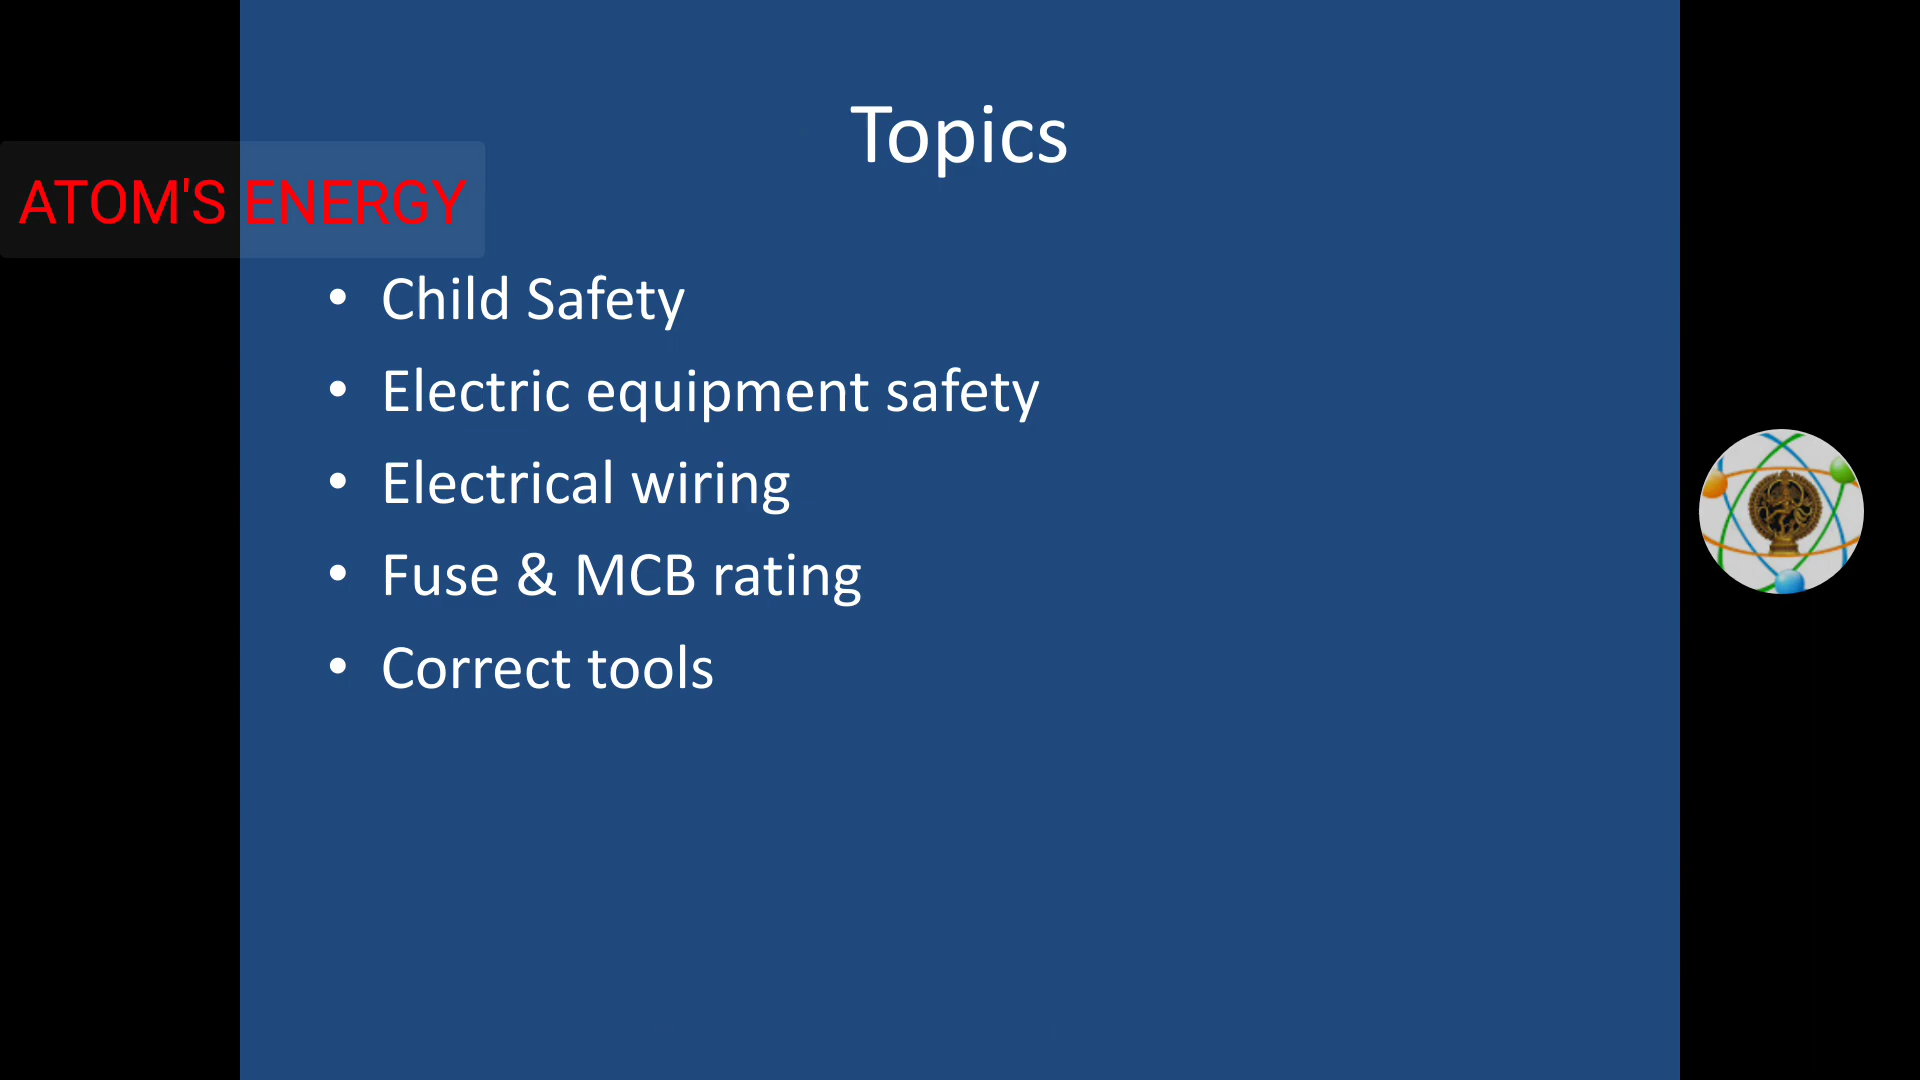 Topics
ATOM'S ENERGY
• Child Safety
• Electric equipment safety
• Electrical wiring
• Fuse & MCB rating
• Correct tools